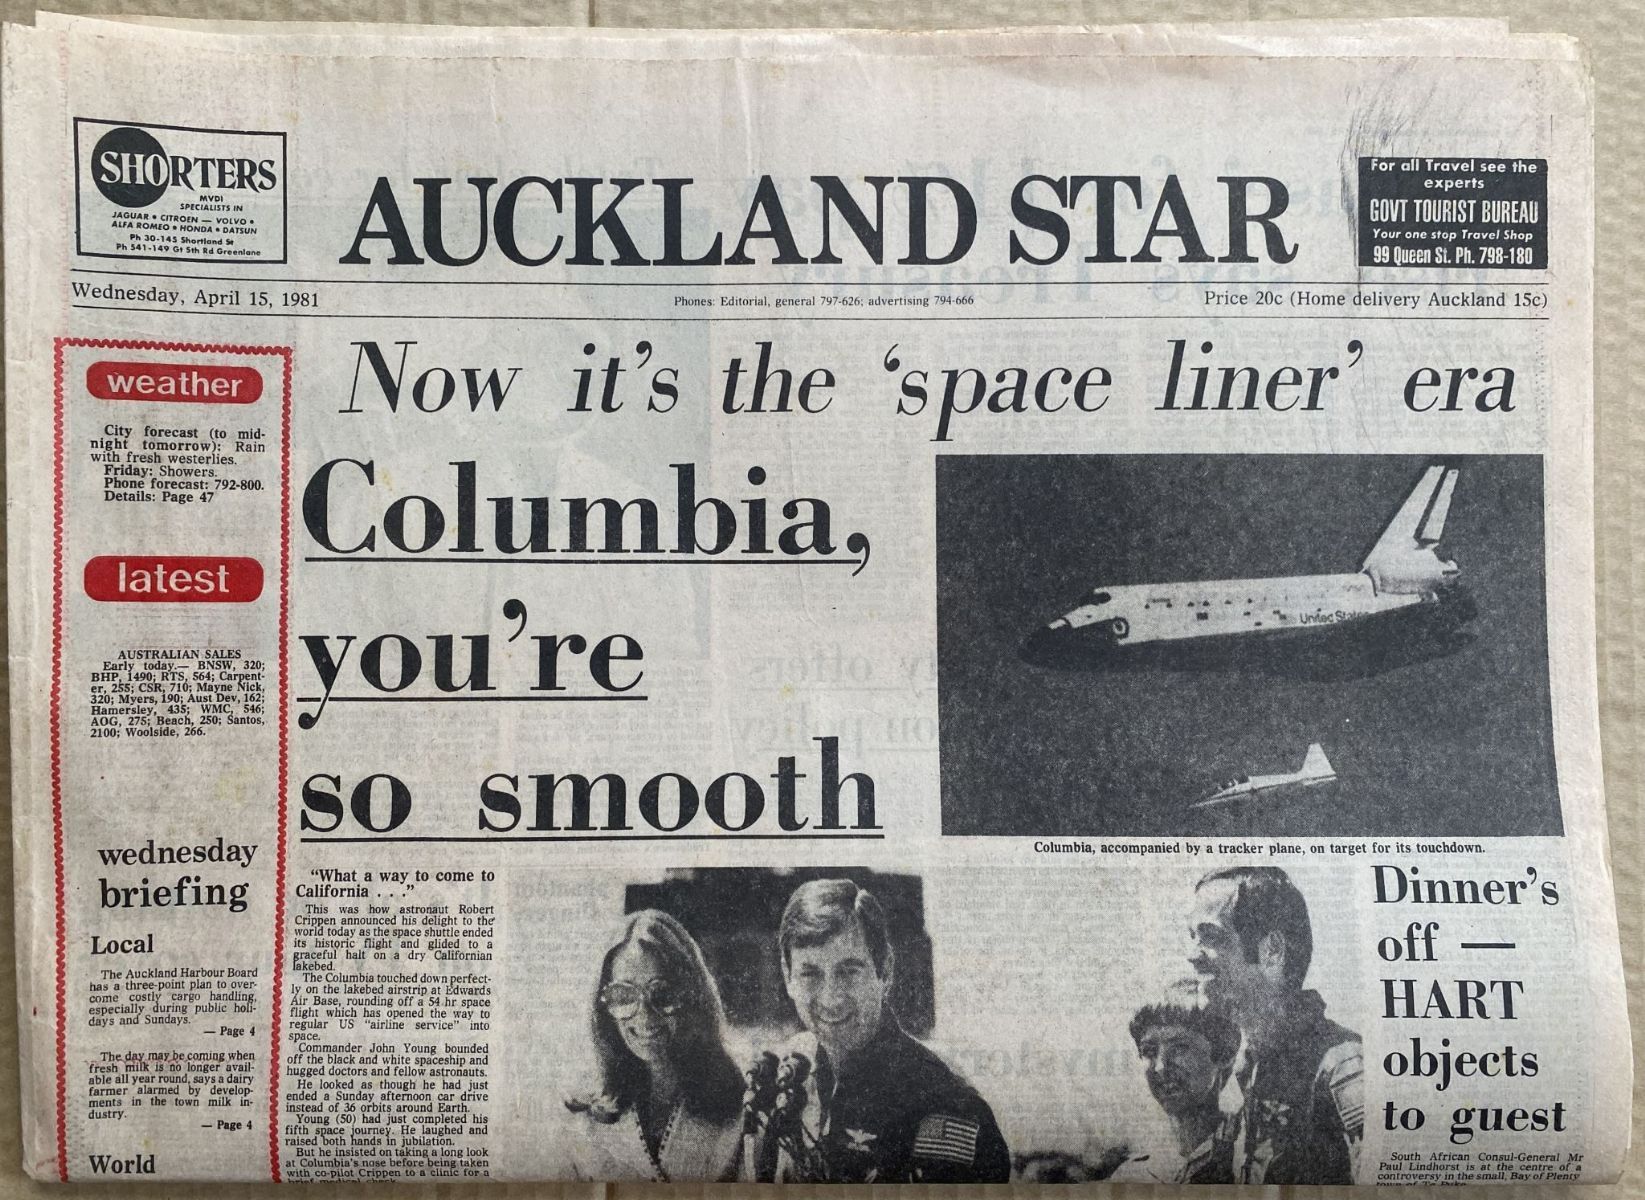 SHORTERS
MVDI
SPECIALISTS IN
JAGUAR • CITROEN — VOLVO •
ALFA ROMEO • HONDA • DATSUN
Ph 30-145 Shortland St
Ph 541-149 Gt Sth Rd Greenlane
AUCKLAND STAR
For all Travel see the
experts
GOVT TOURIST BUREAU
Your one stop Travel Shop
99 Queen St. Ph. 798-180
Wednesday, April 15, 1981
Phones: Editorial, general 797-626; advertising 794-666
Price 20c (Home delivery Auckland 15c)
weather
City forecast (to mid-
night tomorrow): Rain
with fresh westerlies.
Friday: Showers.
Phone forecast: 792-800.
Details: Page 47
latest
AUSTRALIAN SALES
Early today.— BNSW, 320;
BHP, 1490; RTS, 564; Carpent-
er, 255; CSR, 710; Mayne Nick,
320; Myers, 190; Aust Dev, 162;
Hamersley, 435; WMC, 546;
AOG, 275; Beach, 250; Santos,
2100; Woolside, 266.
wednesday
briefing
Local
The Auckland Harbour Board
has a three-point plan to over-
come costly cargo handling,
especially during public holi-
days and Sundays.
— Page 4
The day may be coming when
fresh milk is no longer avail-
able all year round, says a dairy
farmer alarmed by develop-
ments in the town milk in-
dustry.
— Page 4
World
Now it's the 'space liner' era
Columbia,
you're
so smooth
United States
Columbia, accompanied by a tracker plane, on target for its touchdown.
"What a way to come to
California . . ."
This was how astronaut Robert
Crippen announced his delight to the
world today as the space shuttle ended
its historic flight and glided to a
graceful halt on a dry Californian
lakebed.
The Columbia touched down perfect-
ly on the lakebed airstrip at Edwards
Air Base, rounding off a 54 hr space
flight which has opened the way to
regular US "airline service" into
space.
Commander John Young bounded
off the black and white spaceship and
hugged doctors and fellow astronauts.
He looked as though he had just
ended a Sunday afternoon car drive
instead of 36 orbits around Earth.
Young (50) had just completed his
fifth space journey. He laughed and
raised both hands in jubilation.
But he insisted on taking a long look
at Columbia's nose before being taken
with co-pilot Crippen to a clinic for a
brief medical check.
Dinner's
off —
HART
objects
to guest
South African Consul-General Mr
Paul Lindhorst is at the centre of a
controversy in the small, Bay of Plenty
town of Te Puke.